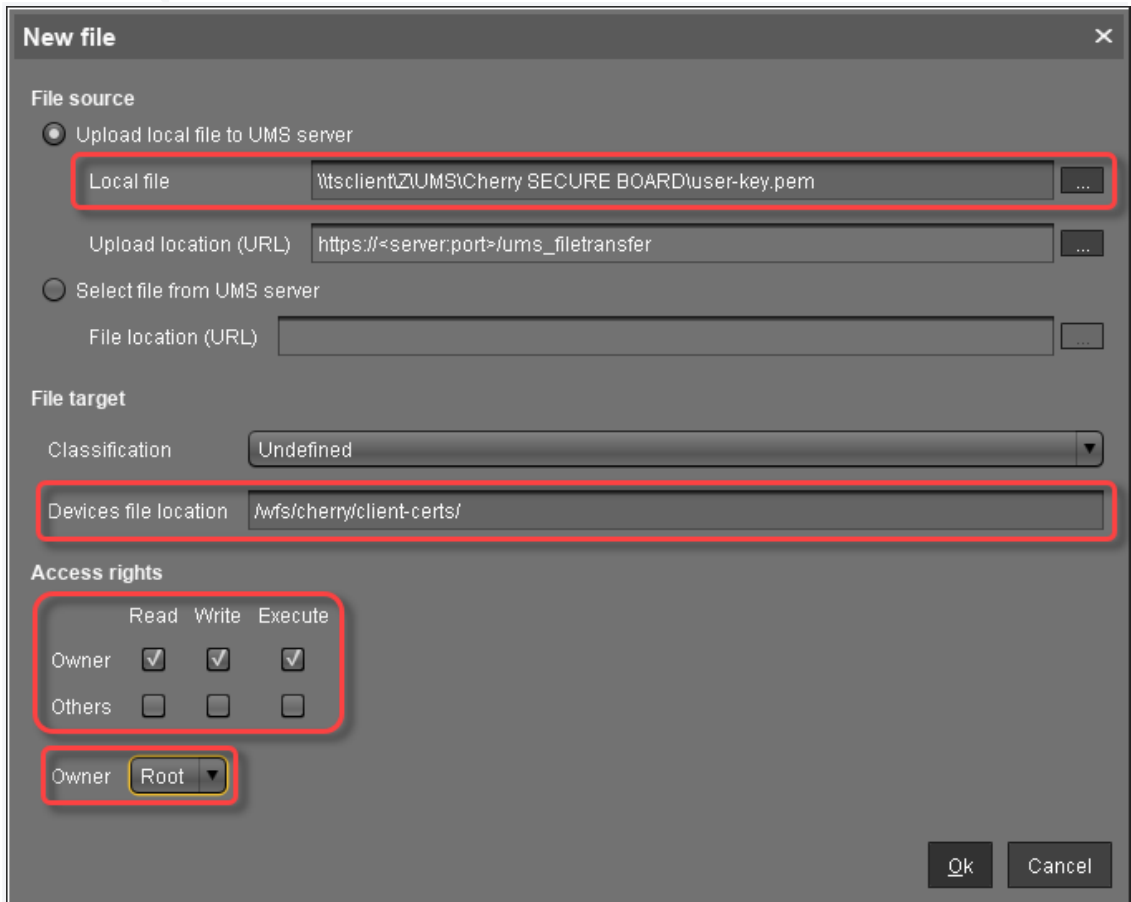 New file
File source
Upload local file to UMS server
Local file \\tsclient\Z\UMS\Cherry SECURE BOARD\user-key.pem ...
Upload location (URL) https://<server:port>/ums_filetransfer ...
Select file from UMS server
File location (URL) ...
File target
Classification Undefined
Devices file location /wfs/cherry/client-certs/
Access rights
Read Write Execute
Owner
Others
Owner Root
Ok Cancel